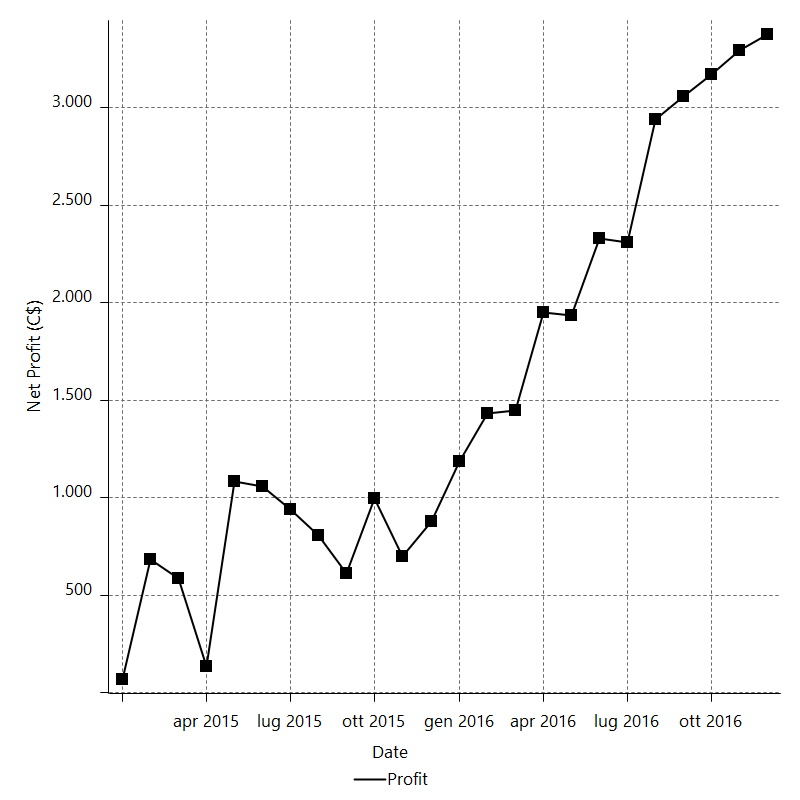 3.000
2.500
2.000
1.500
1.000
500
Net Profit (C$)
apr 2015 lug 2015 ott 2015 gen 2016 apr 2016 lug 2016 ott 2016
Date
Profit